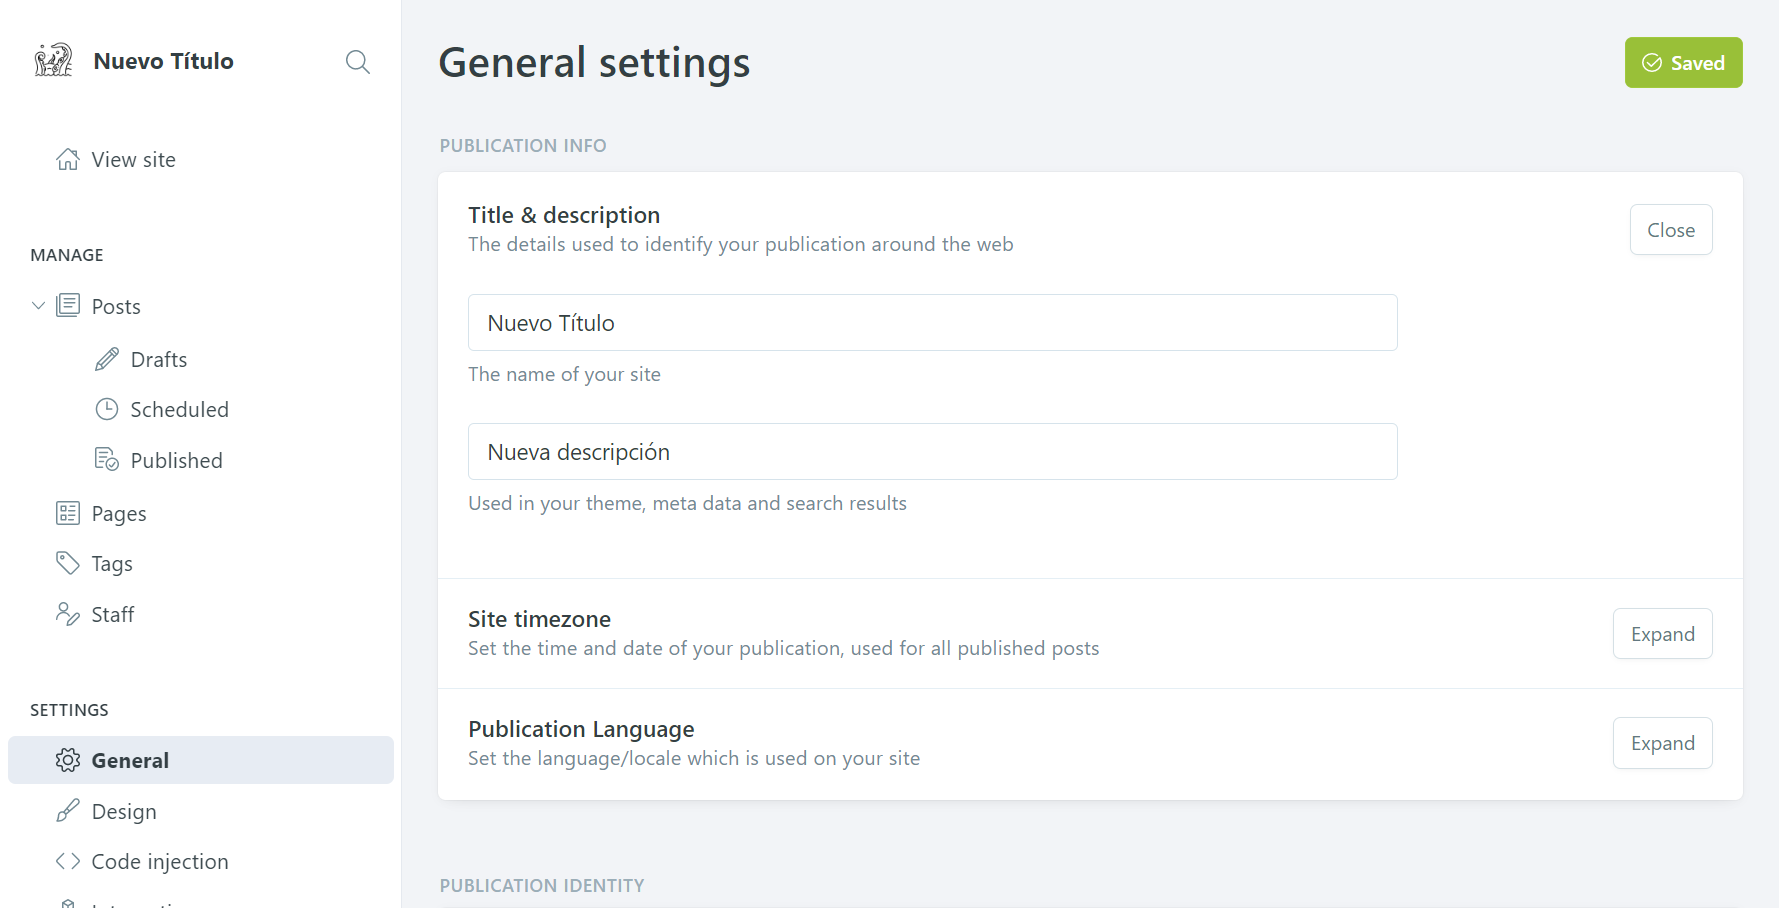 Nuevo Título
View site
MANAGE
Posts
Drafts
Scheduled
Published
Pages
Tags
Staff
SETTINGS
General
Design
Code injection
General settings
Saved
PUBLICATION INFO
Title & description
The details used to identify your publication around the web
Close
Nuevo Título
The name of your site
Nueva descripción
Used in your theme, meta data and search results
Site timezone
Set the time and date of your publication, used for all published posts
Expand
Publication Language
Set the language/locale which is used on your site
Expand
PUBLICATION IDENTITY